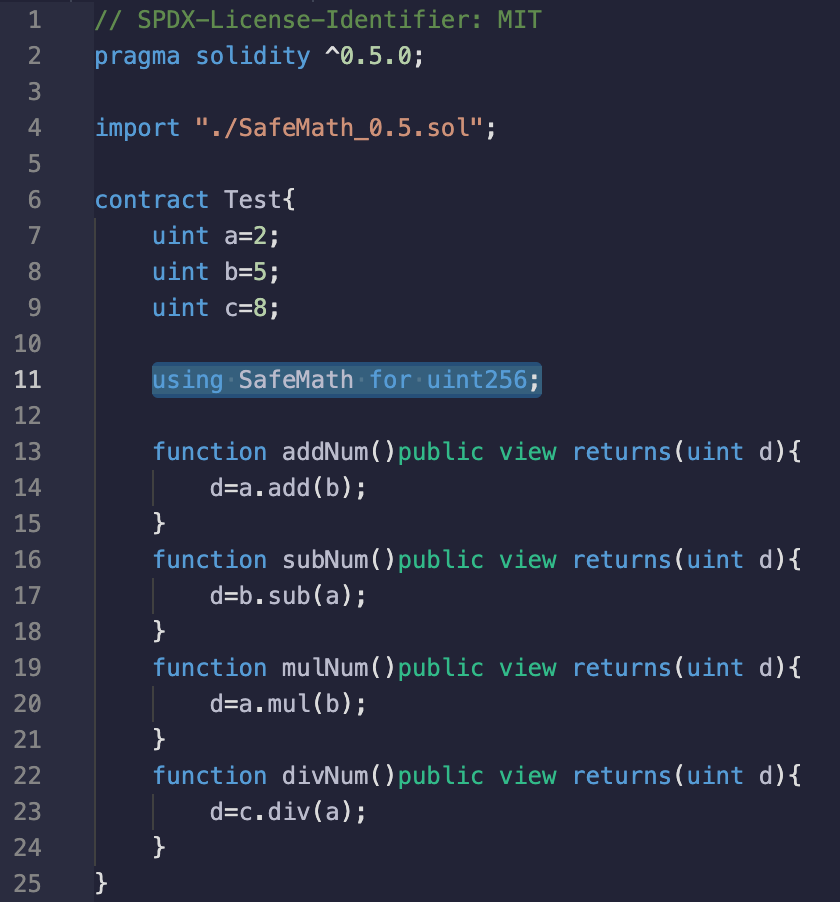 1 // SPDX-License-Identifier: MIT
2 pragma solidity ^0.5.0;
3
4 import "./SafeMath_0.5.sol";
5
6 contract Test{
7     uint a=2;
8     uint b=5;
9     uint c=8;
10
11     using SafeMath for uint256;
12
13     function addNum()public view returns(uint d){
14         d=a.add(b);
15     }
16     function subNum()public view returns(uint d){
17         d=b.sub(a);
18     }
19     function mulNum()public view returns(uint d){
20         d=a.mul(b);
21     }
22     function divNum()public view returns(uint d){
23         d=c.div(a);
24     }
25 }